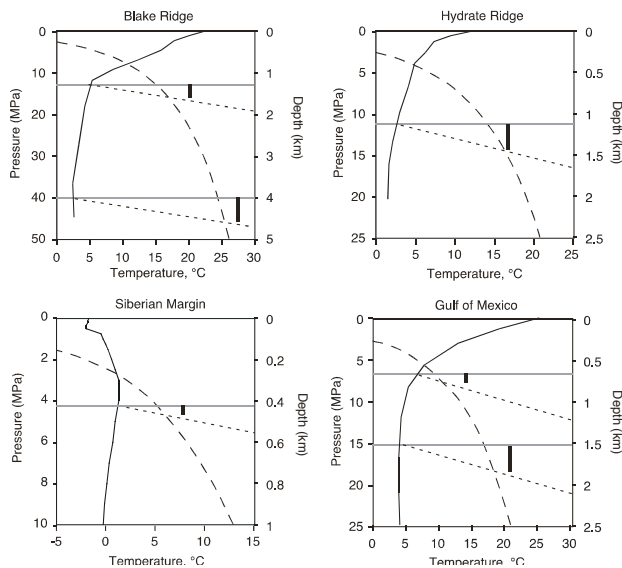 Blake Ridge
0
10
20
30
40
50
Pressure (MPa)
0
1
2
3
4
5
Depth (km)
0 5 10 15 20 25 30
Temperature, °C
Hydrate Ridge
0
5
10
15
20
25
Pressure (MPa)
0
0.5
1
1.5
2
2.5
Depth (km)
0 5 10 15 20 25
Temperature, °C
Siberian Margin
0
2
4
6
8
10
Pressure (MPa)
0
0.2
0.4
0.6
0.8
1
Depth (km)
-5 0 5 10 15
Temperature, °C
Gulf of Mexico
0
5
10
15
20
25
Pressure (MPa)
0
0.5
1
1.5
2
2.5
Depth (km)
0 5 10 15 20 25 30
Temperature, °C